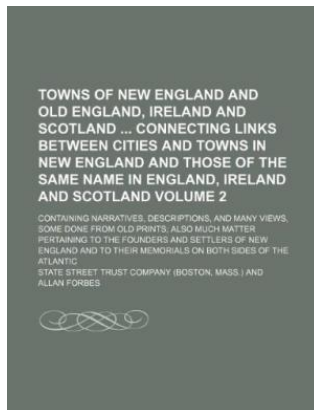 TOWNS OF NEW ENGLAND AND
OLD ENGLAND, IRELAND AND
SCOTLAND ... CONNECTING LINKS
BETWEEN CITIES AND TOWNS IN
NEW ENGLAND AND THOSE OF THE
SAME NAME IN ENGLAND, IRELAND
AND SCOTLAND VOLUME 2
CONTAINING NARRATIVES, DESCRIPTIONS, AND MANY VIEWS,
SOME DONE FROM OLD PRINTS; ALSO MUCH MATTER
PERTAINING TO THE FOUNDERS AND SETTLERS OF NEW
ENGLAND AND TO THEIR MEMORIALS ON BOTH SIDES OF THE
ATLANTIC
STATE STREET TRUST COMPANY (BOSTON, MASS.) AND
ALLAN FORBES